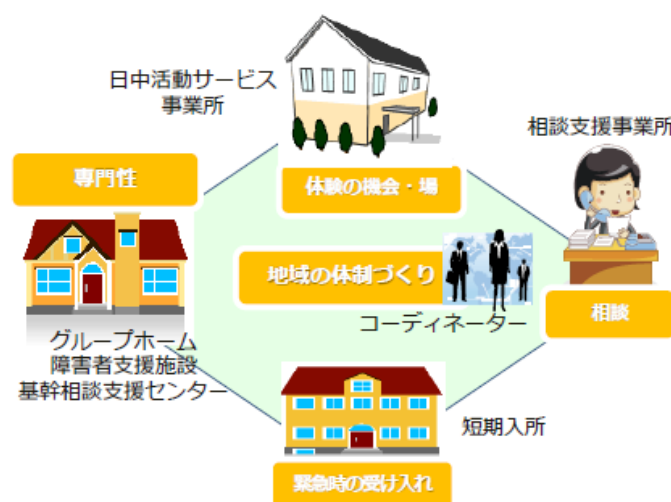 日中活動サービス
事業所
相談支援事業所
専門性
体験の機会・場
地域の体制づくり
コーディネーター
相談
グループホーム
障害者支援施設
基幹相談支援センター
短期入所
緊急時の受け入れ